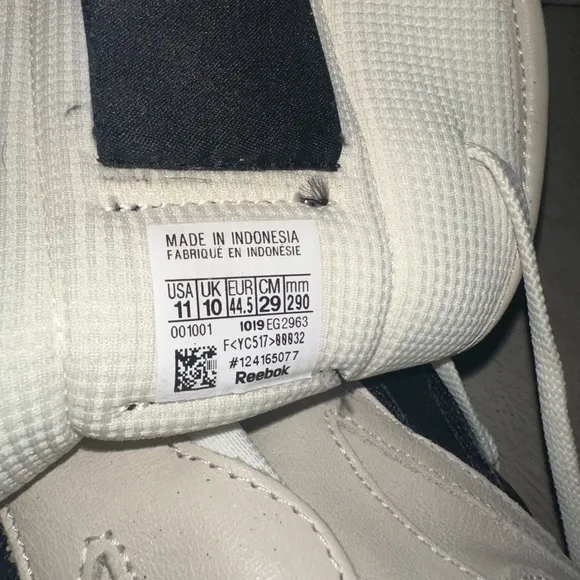 MADE IN INDONESIA
FABRIQUÉ EN INDONÉSIE
USA UK EUR CM mm
11 10 44.5 29 290
001001 1019 EG2963
F<YC517>00032
#124165077
Reebok